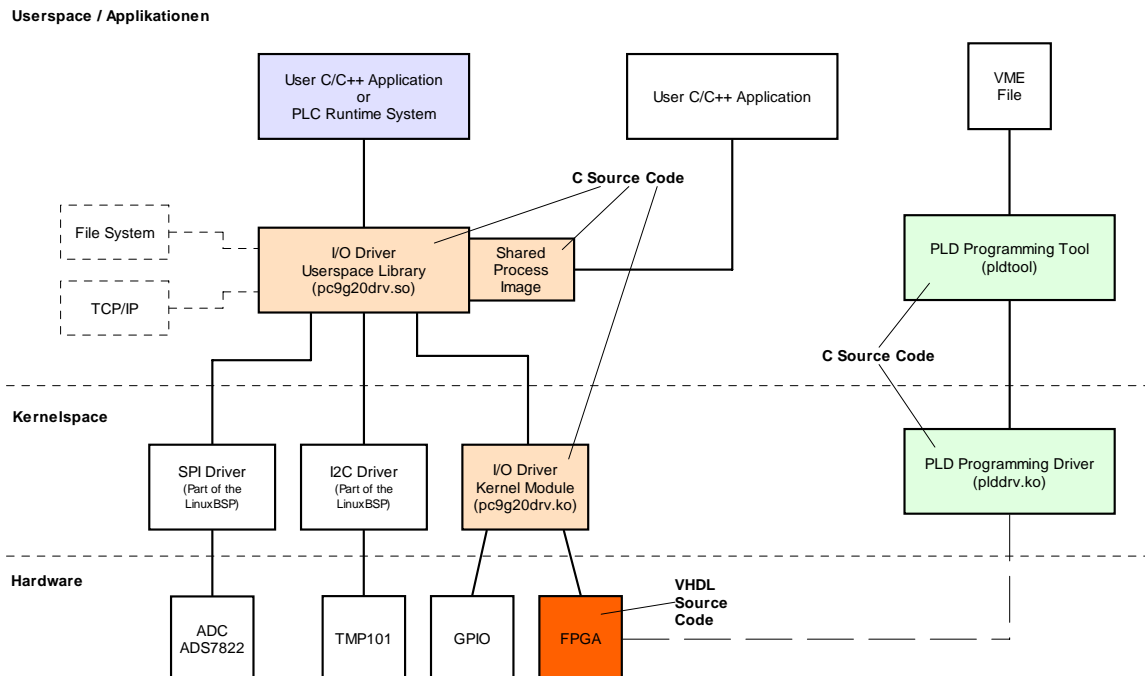 Userspace / Applikationen
User C/C++ Application
or
PLC Runtime System
User C/C++ Application
VME
File
C Source Code
File System
TCP/IP
I/O Driver
Userspace Library
(pc9g20drv.so)
Shared
Process
Image
PLD Programming Tool
(pldtool)
C Source Code
Kernelspace
SPI Driver
(Part of the
LinuxBSP)
I2C Driver
(Part of the
LinuxBSP)
I/O Driver
Kernel Module
(pc9g20drv.ko)
PLD Programming Driver
(plddrv.ko)
Hardware
ADC
ADS7822
TMP101
GPIO
FPGA
VHDL
Source
Code